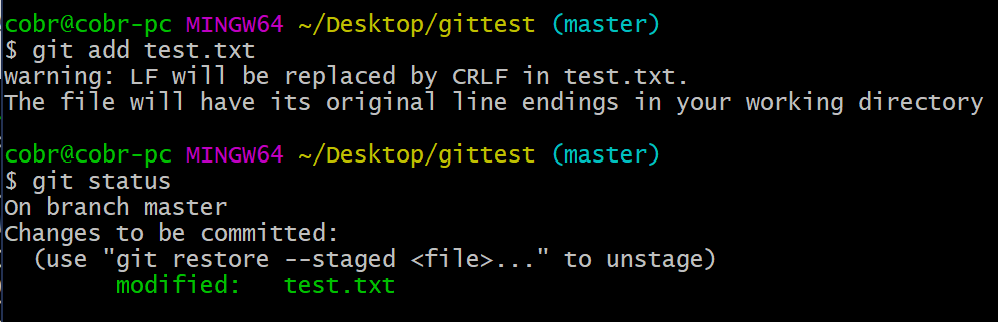 cobr@cobr-pc MINGW64 ~/Desktop/gittest (master)
$ git add test.txt
warning: LF will be replaced by CRLF in test.txt.
The file will have its original line endings in your working directory
cobr@cobr-pc MINGW64 ~/Desktop/gittest (master)
$ git status
On branch master
Changes to be committed:
  (use "git restore --staged <file>..." to unstage)
        modified:   test.txt